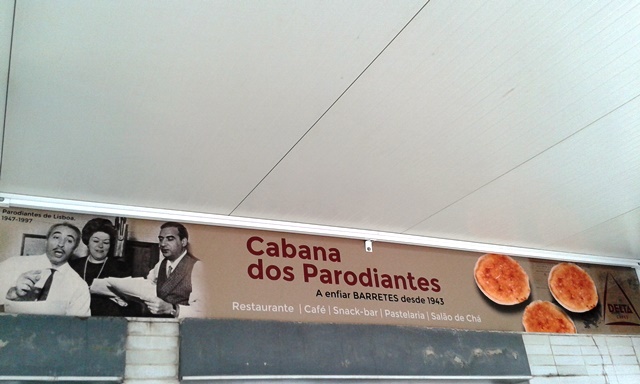 Parodiantes de Lisboa.
1947-1997
Cabana
dos Parodiantes
A enfiar BARRETES desde 1943
Restaurante | Café | Snack-bar | Pastelaria | Salão de Chá
DELTA